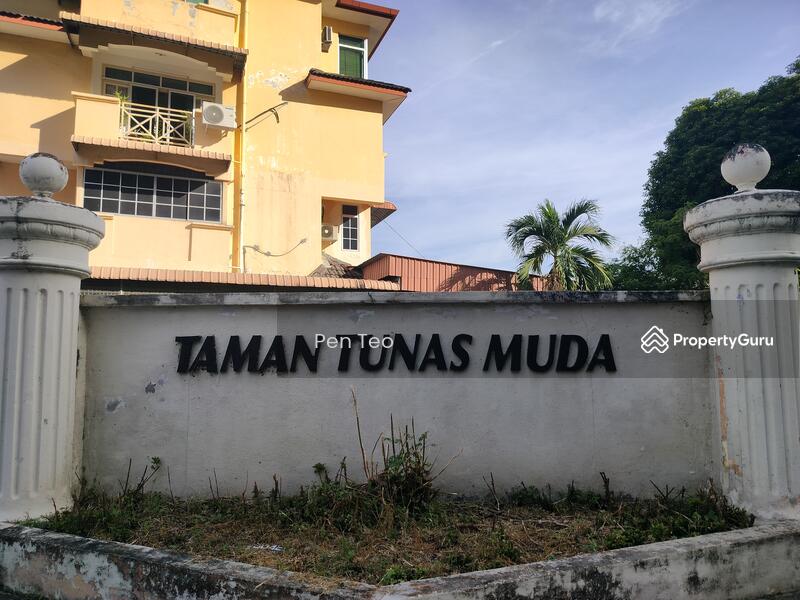 TAMAN TUNAS MUDA
Pen Teo
PropertyGuru